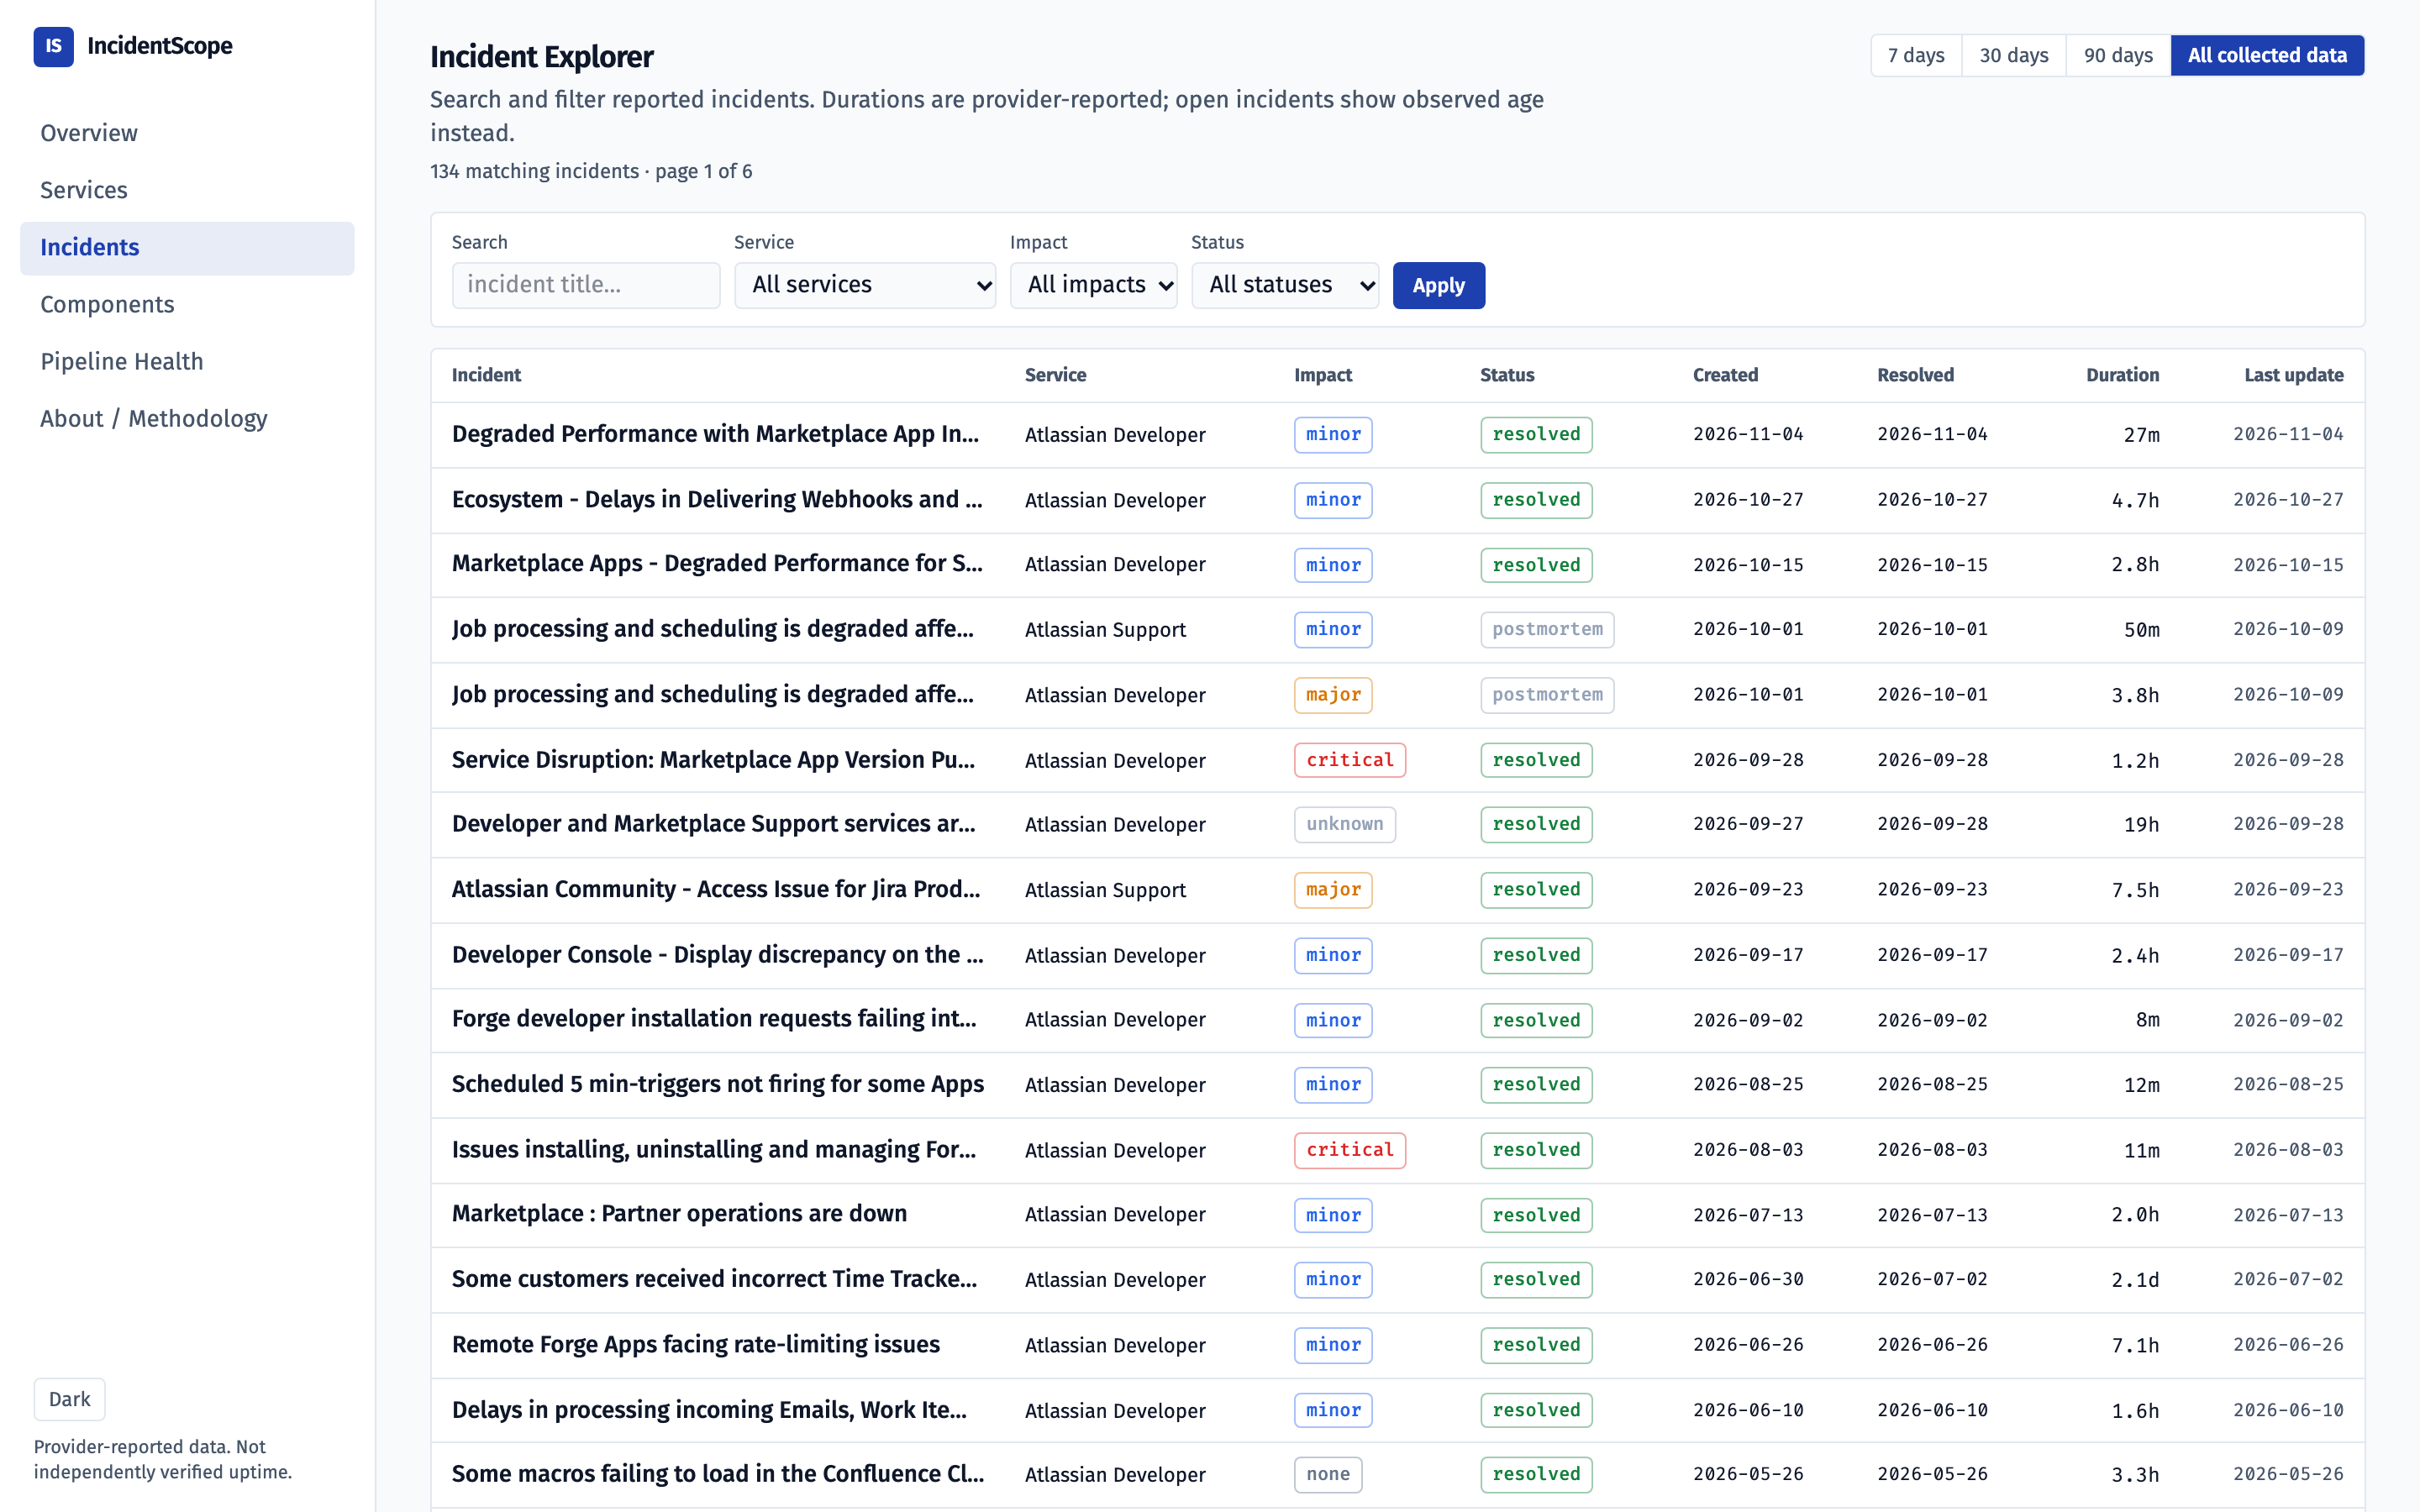 IS IncidentScope
Overview
Services
Incidents
Components
Pipeline Health
About / Methodology
Dark
Provider-reported data. Not
independently verified uptime.
Incident Explorer
Search and filter reported incidents. Durations are provider-reported; open incidents show observed age
instead.
134 matching incidents · page 1 of 6
7 days 30 days 90 days All collected data
Search Service Impact Status
incident title... All services All impacts All statuses Apply
Incident Service Impact Status Created Resolved Duration Last update
Degraded Performance with Marketplace App In... Atlassian Developer minor resolved 2026-11-04 2026-11-04 27m 2026-11-04
Ecosystem - Delays in Delivering Webhooks and ... Atlassian Developer minor resolved 2026-10-27 2026-10-27 4.7h 2026-10-27
Marketplace Apps - Degraded Performance for S... Atlassian Developer minor resolved 2026-10-15 2026-10-15 2.8h 2026-10-15
Job processing and scheduling is degraded affe... Atlassian Support minor postmortem 2026-10-01 2026-10-01 50m 2026-10-09
Job processing and scheduling is degraded affe... Atlassian Developer major postmortem 2026-10-01 2026-10-01 3.8h 2026-10-09
Service Disruption: Marketplace App Version Pu... Atlassian Developer critical resolved 2026-09-28 2026-09-28 1.2h 2026-09-28
Developer and Marketplace Support services ar... Atlassian Developer unknown resolved 2026-09-27 2026-09-28 19h 2026-09-28
Atlassian Community - Access Issue for Jira Prod... Atlassian Support major resolved 2026-09-23 2026-09-23 7.5h 2026-09-23
Developer Console - Display discrepancy on the ... Atlassian Developer minor resolved 2026-09-17 2026-09-17 2.4h 2026-09-17
Forge developer installation requests failing int... Atlassian Developer minor resolved 2026-09-02 2026-09-02 8m 2026-09-02
Scheduled 5 min-triggers not firing for some Apps Atlassian Developer minor resolved 2026-08-25 2026-08-25 12m 2026-08-25
Issues installing, uninstalling and managing For... Atlassian Developer critical resolved 2026-08-03 2026-08-03 11m 2026-08-03
Marketplace : Partner operations are down Atlassian Developer minor resolved 2026-07-13 2026-07-13 2.0h 2026-07-13
Some customers received incorrect Time Tracke... Atlassian Developer minor resolved 2026-06-30 2026-07-02 2.1d 2026-07-02
Remote Forge Apps facing rate-limiting issues Atlassian Developer minor resolved 2026-06-26 2026-06-26 7.1h 2026-06-26
Delays in processing incoming Emails, Work Ite... Atlassian Developer minor resolved 2026-06-10 2026-06-10 1.6h 2026-06-10
Some macros failing to load in the Confluence Cl... Atlassian Developer none resolved 2026-05-26 2026-05-26 3.3h 2026-05-26